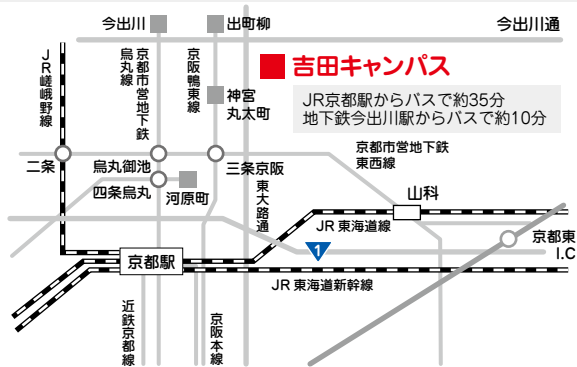 今出川
出町柳
今出川通
JR嵯峨野線
京都市営地下鉄
烏丸線
京阪鴨東線
吉田キャンパス
神宮
丸太町
JR京都駅からバスで約35分
地下鉄今出川駅からバスで約10分
京都市営地下鉄
東西線
二条
烏丸御池
三条京阪
四条烏丸
河原町
東大路通
山科
JR東海道線
京都東
I.C
1
京都駅
JR東海道新幹線
近鉄京都線
京阪本線